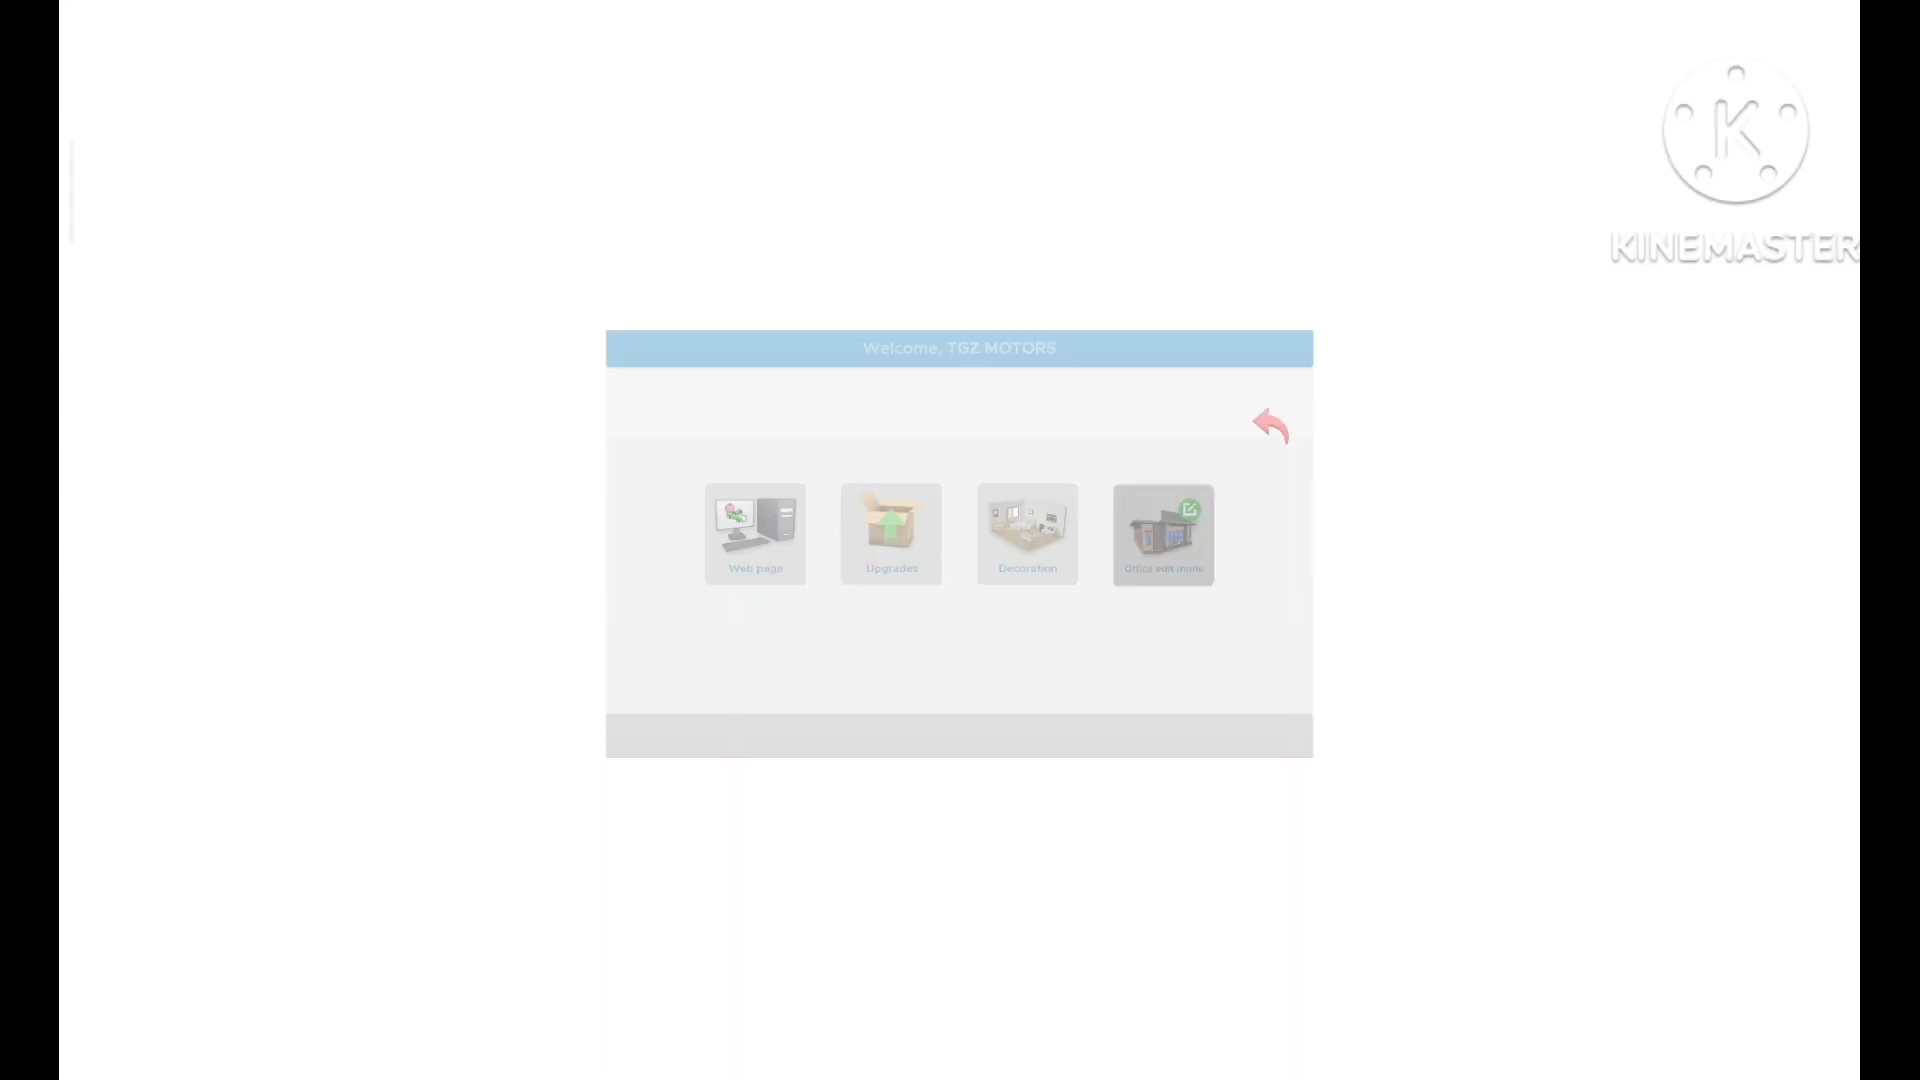 K
KINEMASTER
Welcome, TGZ MOTORS
Web page
Upgrades
Decoration
Office edit mode